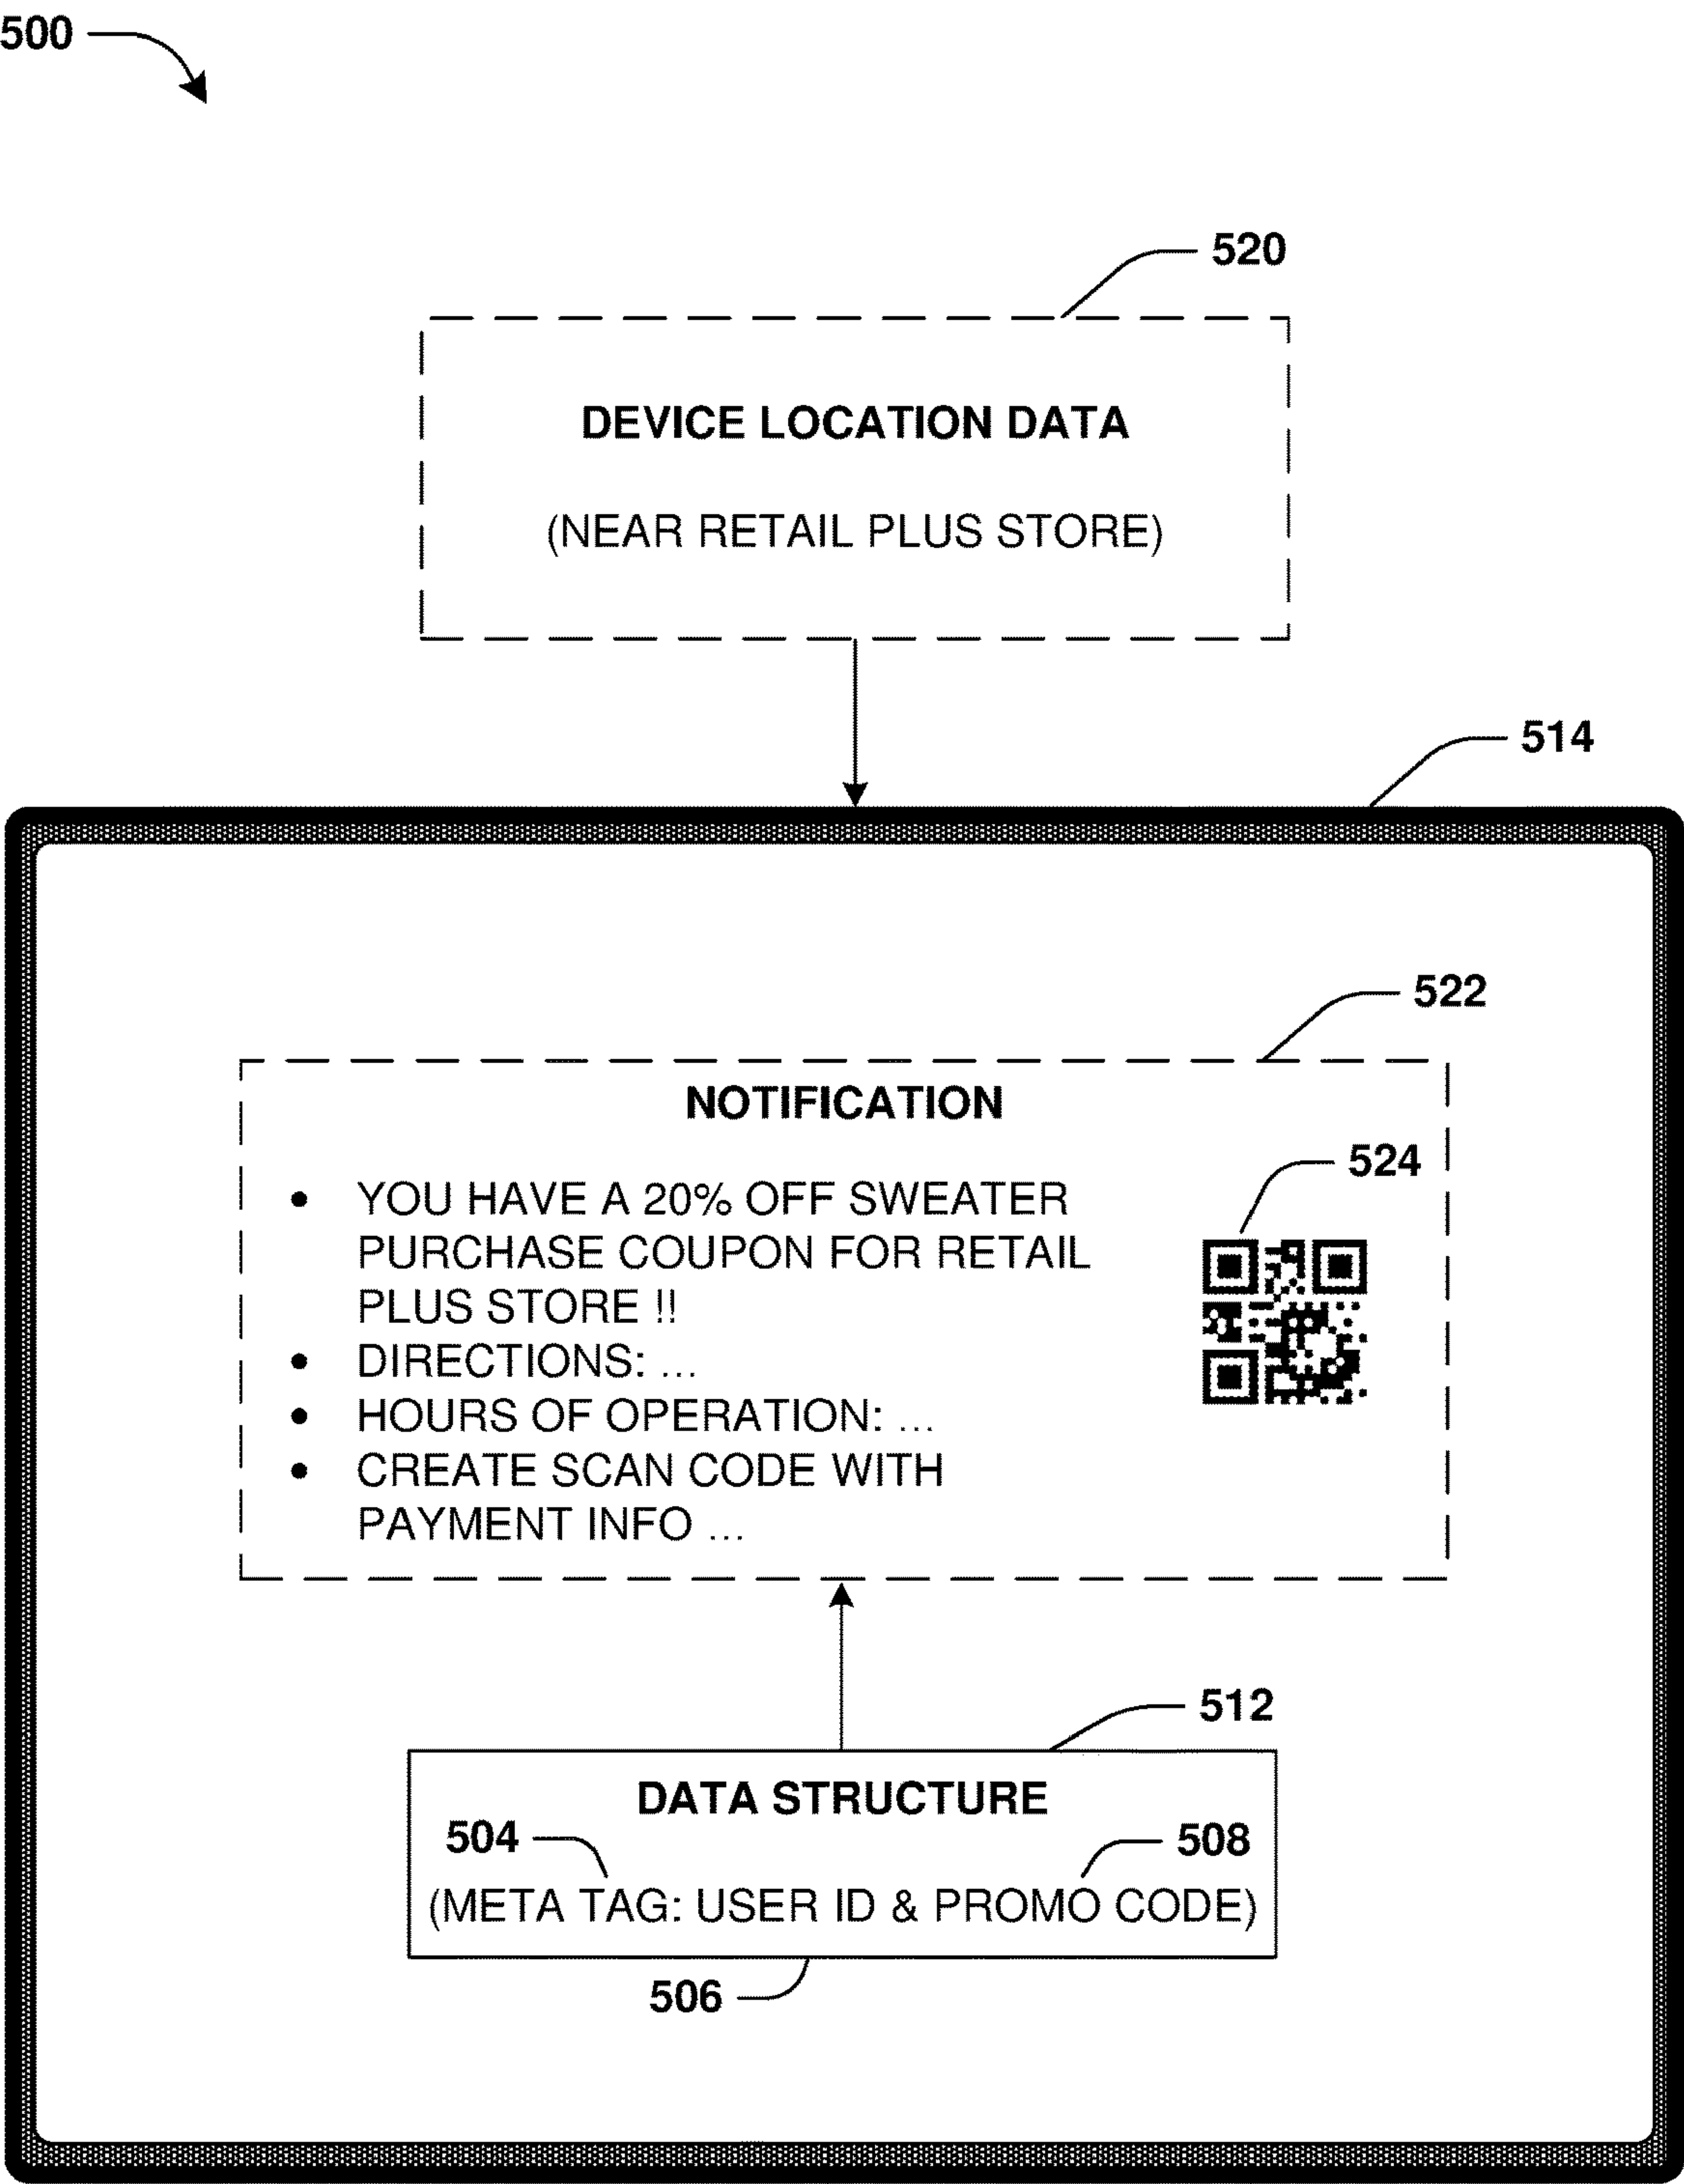 500
520
DEVICE LOCATION DATA
(NEAR RETAIL PLUS STORE)
514
522
NOTIFICATION
524
• YOU HAVE A 20% OFF SWEATER
PURCHASE COUPON FOR RETAIL
PLUS STORE !!
• DIRECTIONS: ...
• HOURS OF OPERATION: ...
• CREATE SCAN CODE WITH
PAYMENT INFO ...
512
DATA STRUCTURE
504 508
(META TAG: USER ID & PROMO CODE)
506